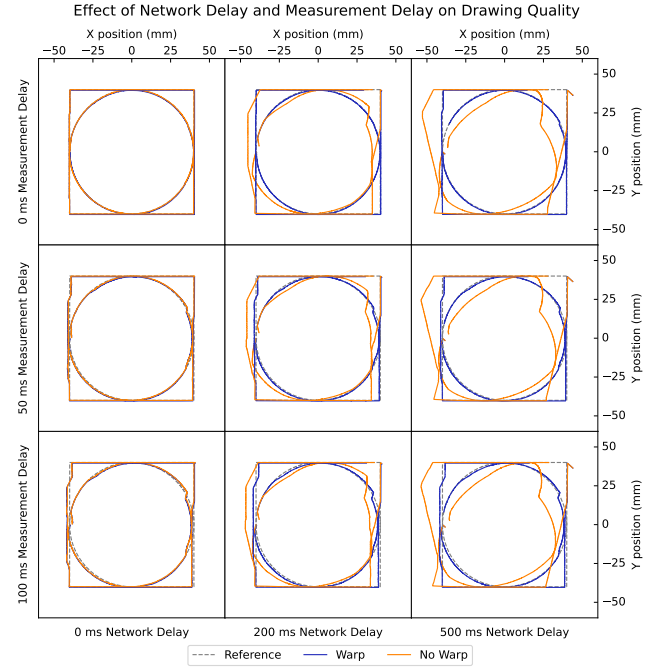 Effect of Network Delay and Measurement Delay on Drawing Quality
X position (mm) X position (mm) X position (mm)
−50 −25 0 25 50 −50 −25 0 25 50 −50 −25 0 25 50
0 ms Measurement Delay
50
25
0
−25
−50
Y position (mm)
50 ms Measurement Delay
50
25
0
−25
−50
Y position (mm)
100 ms Measurement Delay
50
25
0
−25
−50
Y position (mm)
0 ms Network Delay 200 ms Network Delay 500 ms Network Delay
Reference Warp No Warp